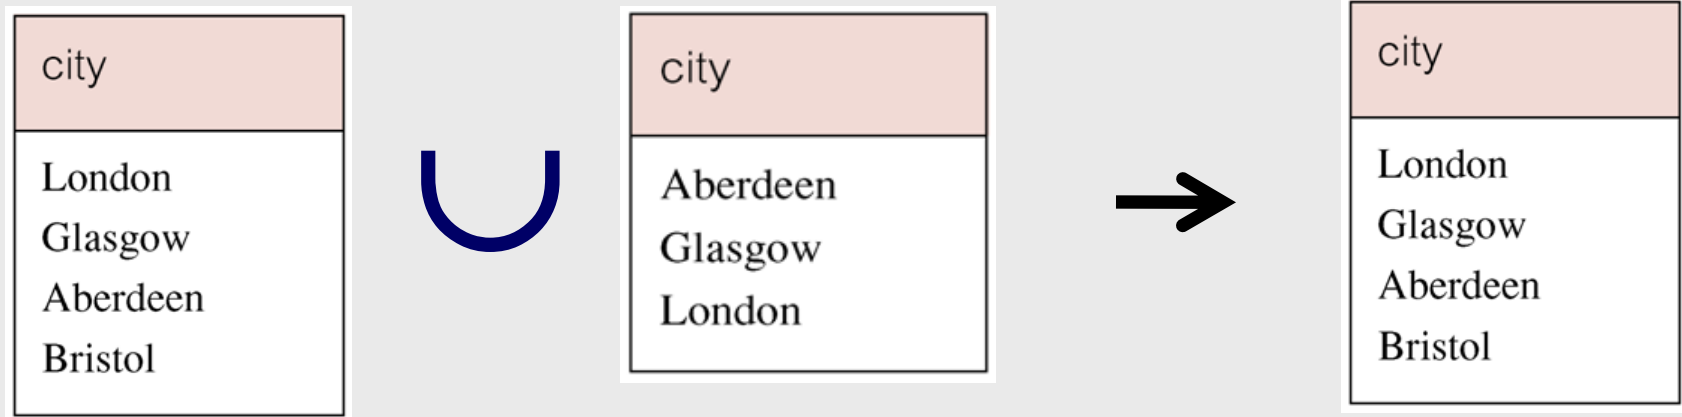 city
London
Glasgow
Aberdeen
Bristol
∪
city
Aberdeen
Glasgow
London
→
city
London
Glasgow
Aberdeen
Bristol